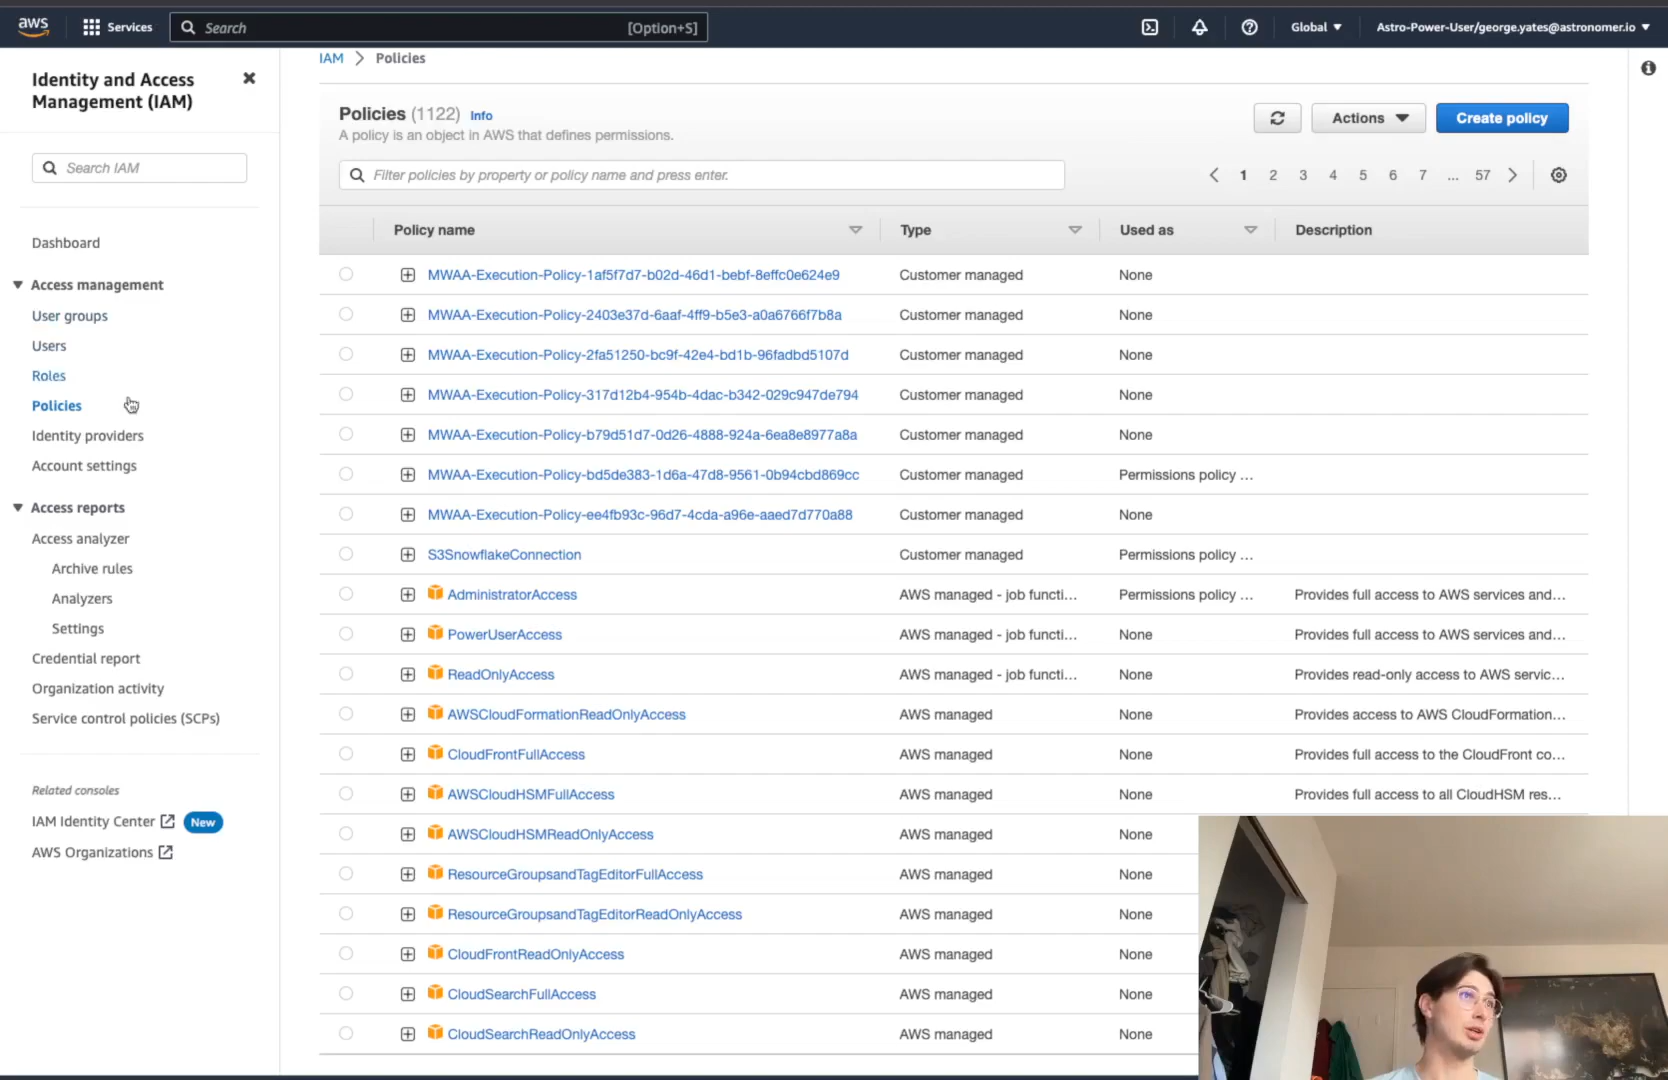 aws Services Search [Option+S] Global Astro-Power-User/george.yates@astronomer.io
Identity and Access
Management (IAM)
Search IAM
Dashboard
Access management
User groups
Users
Roles
Policies
Identity providers
Account settings
Access reports
Access analyzer
Archive rules
Analyzers
Settings
Credential report
Organization activity
Service control policies (SCPs)
Related consoles
IAM Identity Center New
AWS Organizations
IAM > Policies
Policies (1122) Info
A policy is an object in AWS that defines permissions.
Actions Create policy
Filter policies by property or policy name and press enter.
1 2 3 4 5 6 7 ... 57
Policy name Type Used as Description
MWAA-Execution-Policy-1af5f7d7-b02d-46d1-bebf-8effc0e624e9 Customer managed None
MWAA-Execution-Policy-2403e37d-6aaf-4ff9-b5e3-a0a6766f7b8a Customer managed None
MWAA-Execution-Policy-2fa51250-bc9f-42e4-bd1b-96fadbd5107d Customer managed None
MWAA-Execution-Policy-317d12b4-954b-4dac-b342-029c947de794 Customer managed None
MWAA-Execution-Policy-b79d51d7-0d26-4888-924a-6ea8e8977a8a Customer managed None
MWAA-Execution-Policy-bd5de383-1d6a-47d8-9561-0b94cbd869cc Customer managed Permissions policy ...
MWAA-Execution-Policy-ee4fb93c-96d7-4cda-a96e-aaed7d770a88 Customer managed None
S3SnowflakeConnection Customer managed Permissions policy ...
AdministratorAccess AWS managed - job functi... Permissions policy ... Provides full access to AWS services and...
PowerUserAccess AWS managed - job functi... None Provides full access to AWS services and...
ReadOnlyAccess AWS managed - job functi... None Provides read-only access to AWS servic...
AWSCloudFormationReadOnlyAccess AWS managed None Provides access to AWS CloudFormation...
CloudFrontFullAccess AWS managed None Provides full access to the CloudFront co...
AWSCloudHSMFullAccess AWS managed None Provides full access to all CloudHSM res...
AWSCloudHSMReadOnlyAccess AWS managed None
ResourceGroupsandTagEditorFullAccess AWS managed None
ResourceGroupsandTagEditorReadOnlyAccess AWS managed None
CloudFrontReadOnlyAccess AWS managed None
CloudSearchFullAccess AWS managed None
CloudSearchReadOnlyAccess AWS managed None